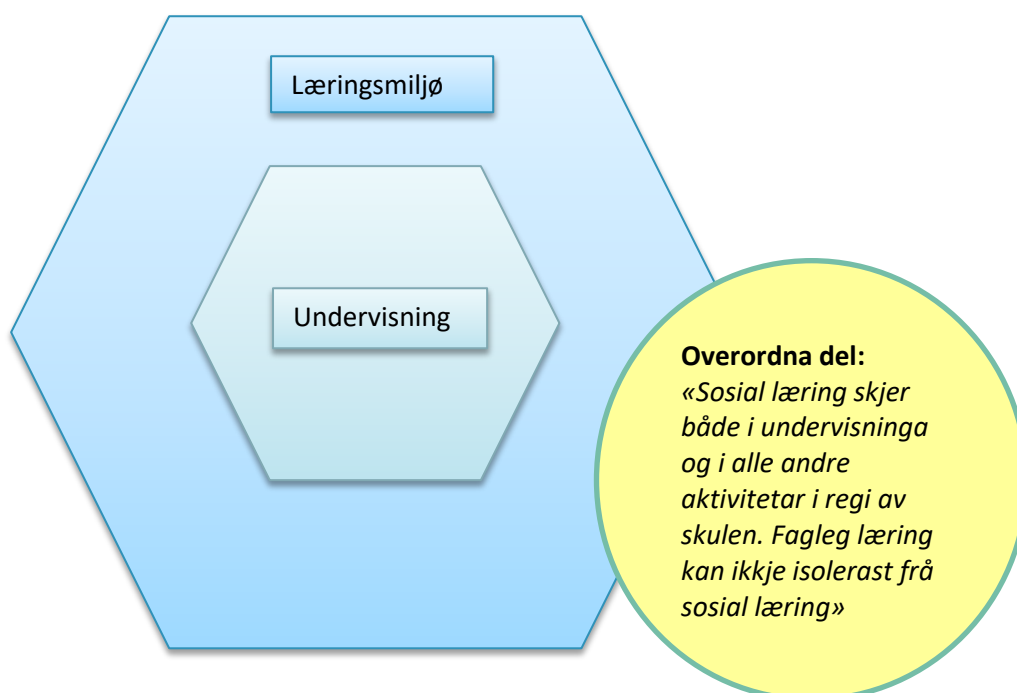 Læringsmiljø
Undervisning
Overordna del:
«Sosial læring skjer
både i undervisninga
og i alle andre
aktivitetar i regi av
skulen. Fagleg læring
kan ikkje isolerast frå
sosial læring»